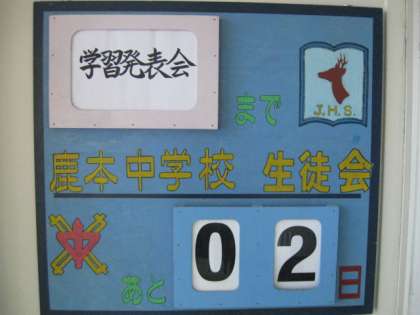 学習発表会 まで
J.H.S.
鹿本中学校 生徒会
中
あと 02 日